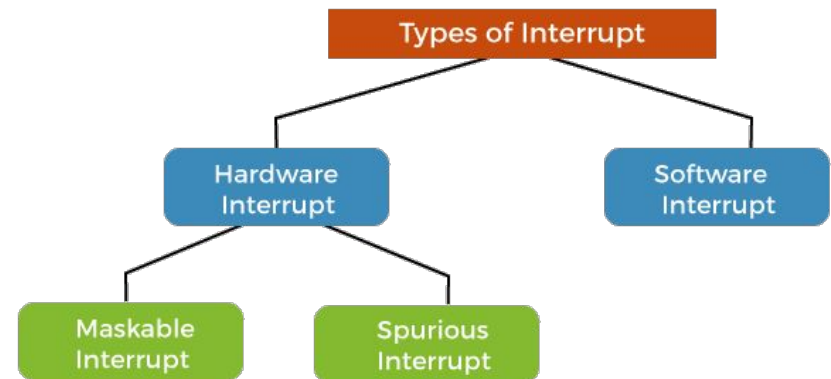 Types of Interrupt
Hardware
Interrupt
Software
Interrupt
Maskable
Interrupt
Spurious
Interrupt